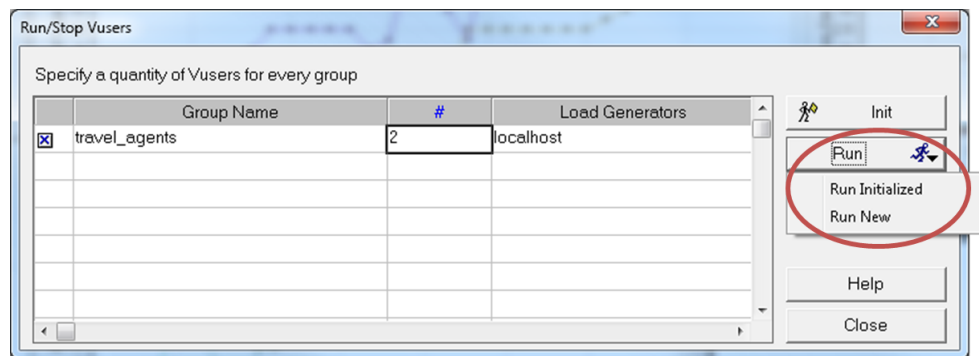 Run/Stop Vusers
Specify a quantity of Vusers for every group
Group Name # Load Generators
travel_agents 2 localhost
Init
Run
Run Initialized
Run New
Help
Close